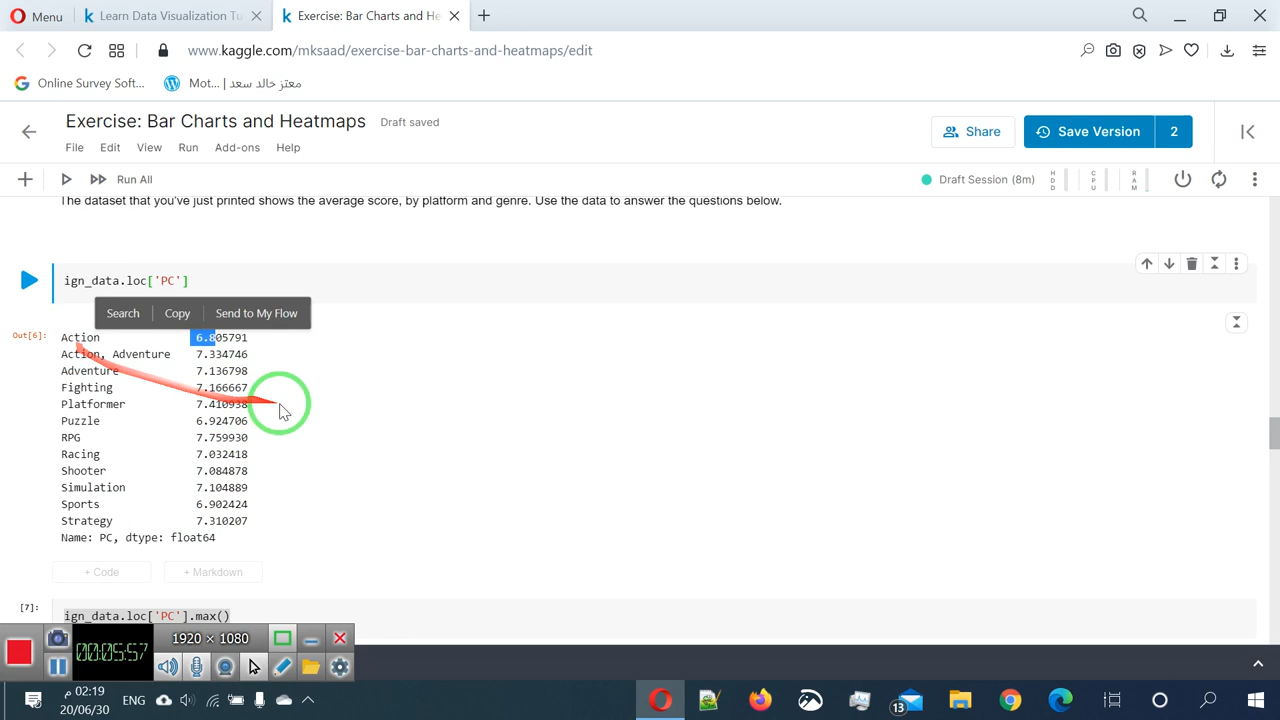 Menu
Learn Data Visualization Tu
Exercise: Bar Charts and He
www.kaggle.com/mksaad/exercise-bar-charts-and-heatmaps/edit
Online Survey Soft...
Mot... | معتز خالد سعد
Exercise: Bar Charts and Heatmaps
Draft saved
File Edit View Run Add-ons Help
Share
Save Version 2
Run All
Draft Session (8m)
HDD
CPU
RAM
The dataset that you've just printed shows the average score, by platform and genre. Use the data to answer the questions below.
ign_data.loc['PC']
Search Copy Send to My Flow
Out[6]:
Action 6.805791
Action, Adventure 7.334746
Adventure 7.136798
Fighting 7.166667
Platformer 7.410938
Puzzle 6.924706
RPG 7.759930
Racing 7.032418
Shooter 7.084878
Simulation 7.104889
Sports 6.902424
Strategy 7.310207
Name: PC, dtype: float64
+ Code + Markdown
[7]:
ign_data.loc['PC'].max()
1920 × 1080
00:05:57
02:19 م
ENG
20/06/30
13